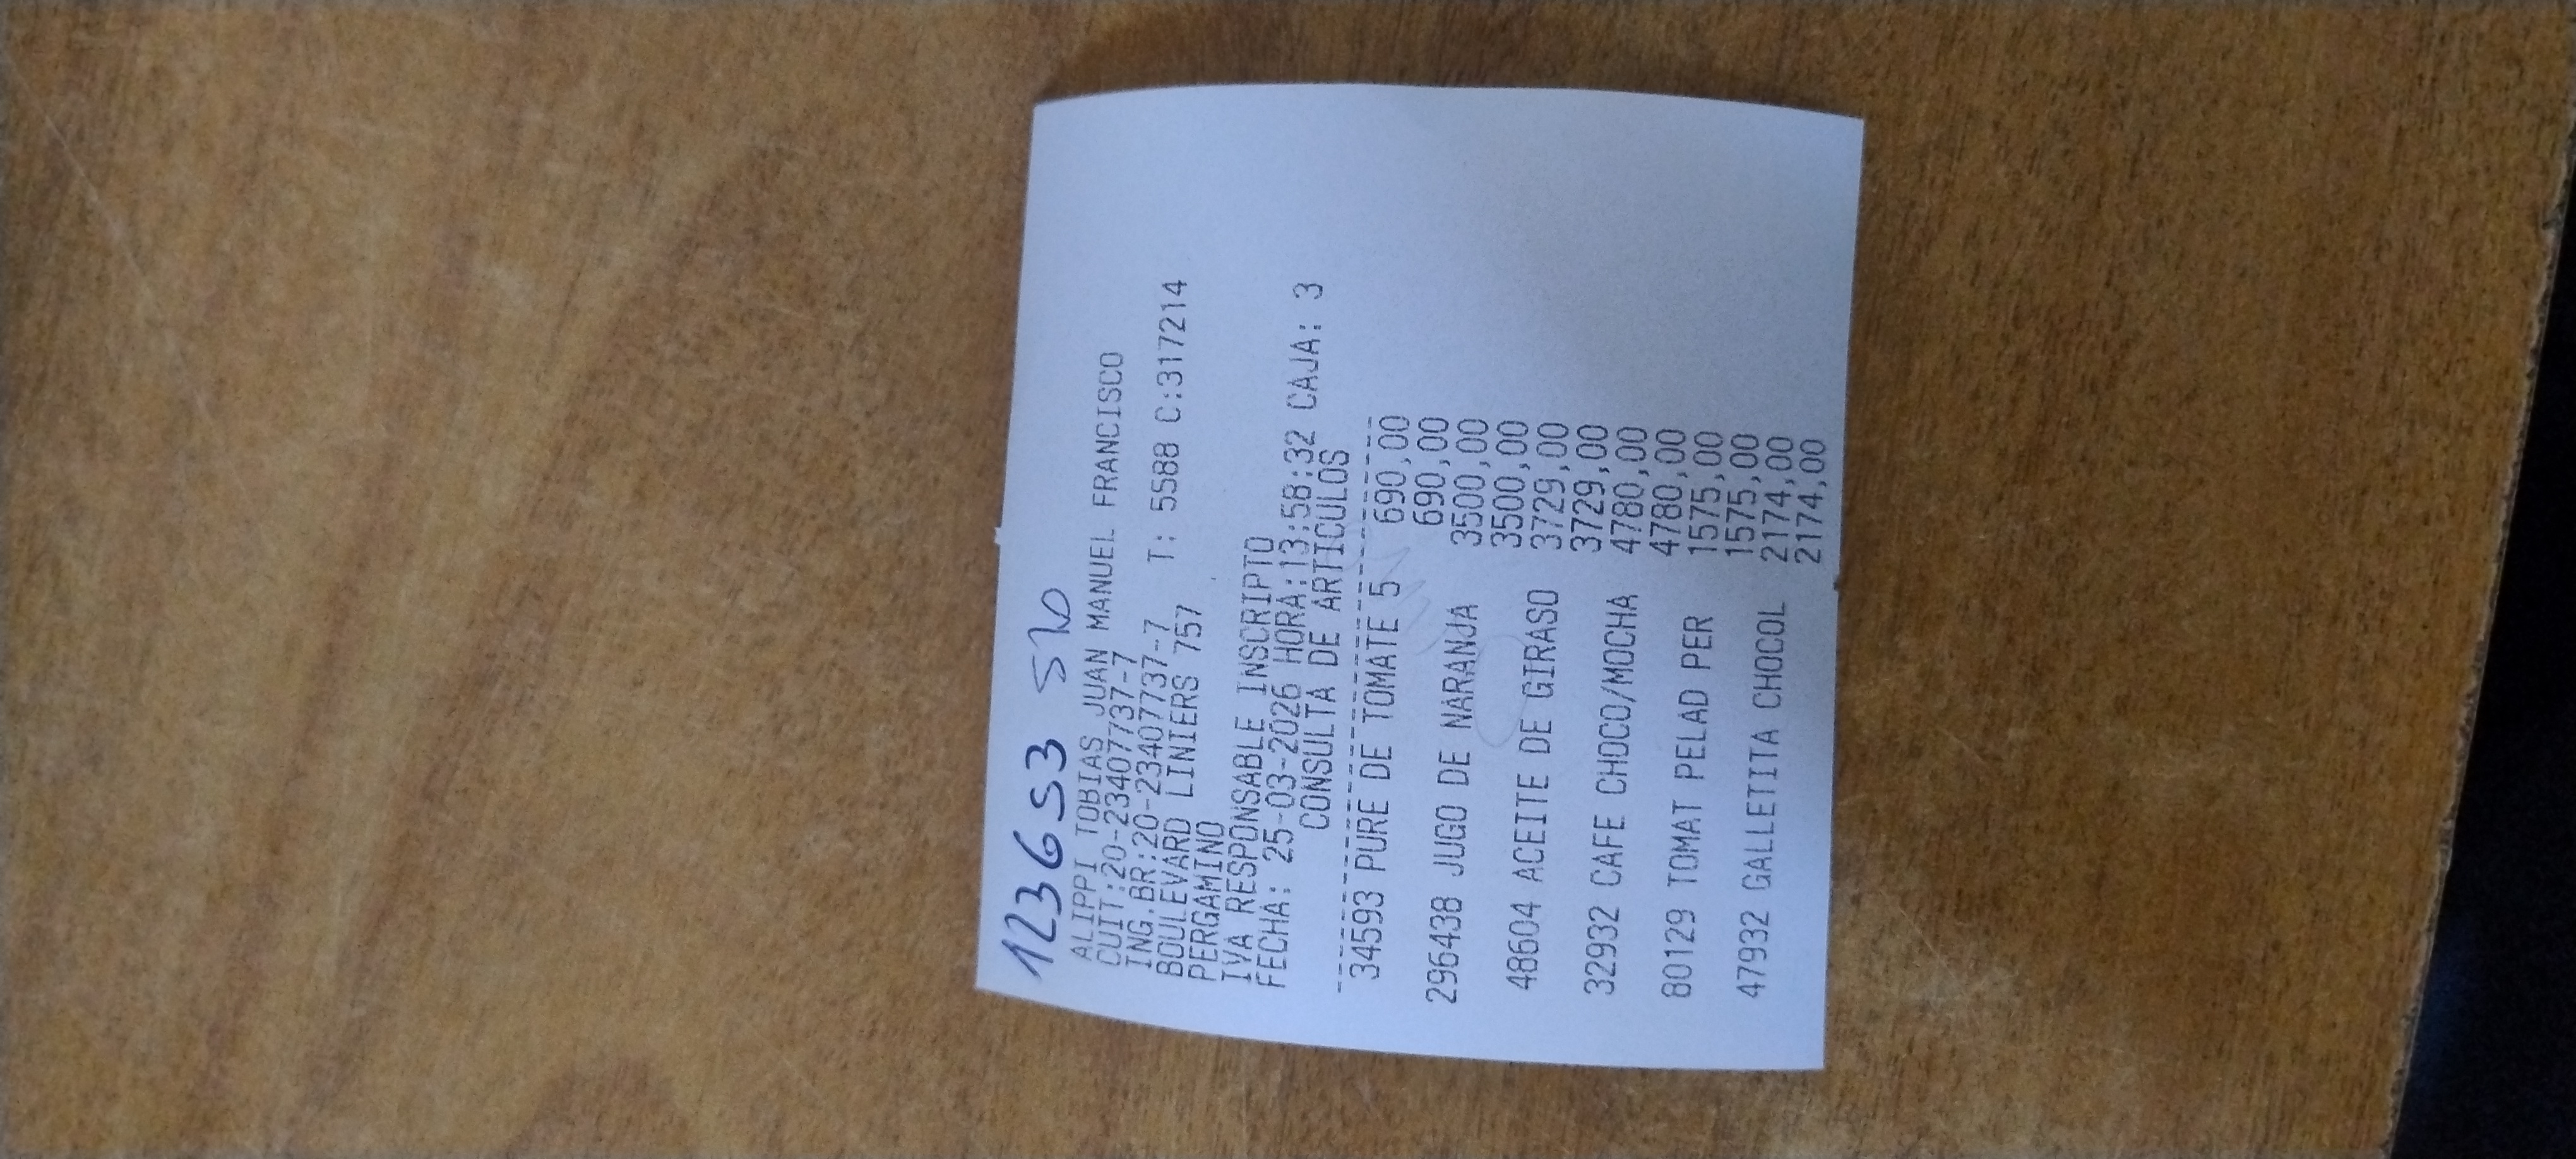 123653 510
ALIPPI TOBIAS JUAN MANUEL FRANCISCO
CUIT:20-23407737-7
ING.BR:20-23407737-7 T: 5588 C:317214
BOULEVARD LINIERS 757
PERGAMINO
IVA RESPONSABLE INSCRIPTO
FECHA: 25-03-2026 HORA:13:58:32 CAJA: 3
CONSULTA DE ARTICULOS
34593 PURE DE TOMATE 5 690,00
690,00
296438 JUGO DE NARANJA 3500,00
3500,00
48604 ACEITE DE GIRASO 3729,00
3729,00
32932 CAFE CHOCO/MOCHA 4780,00
4780,00
80129 TOMAT PELAD PER 1575,00
1575,00
47932 GALLETITA CHOCOL 2174,00
2174,00